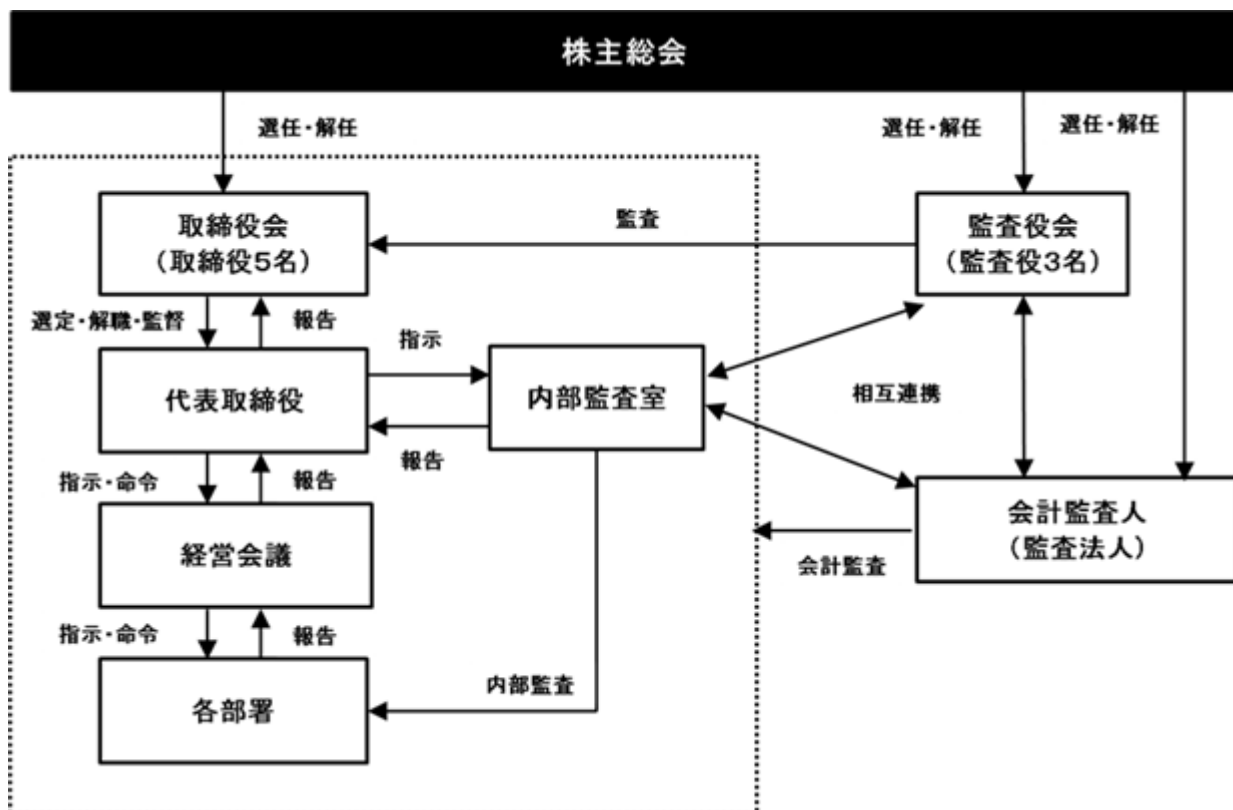 株主総会
選任・解任
選任・解任
選任・解任
取締役会
（取締役5名）
監査
監査役会
（監査役3名）
選定・解職・監督
報告
指示
代表取締役
内部監査室
相互連携
報告
指示・命令
報告
経営会議
会計監査人
（監査法人）
会計監査
指示・命令
報告
内部監査
各部署